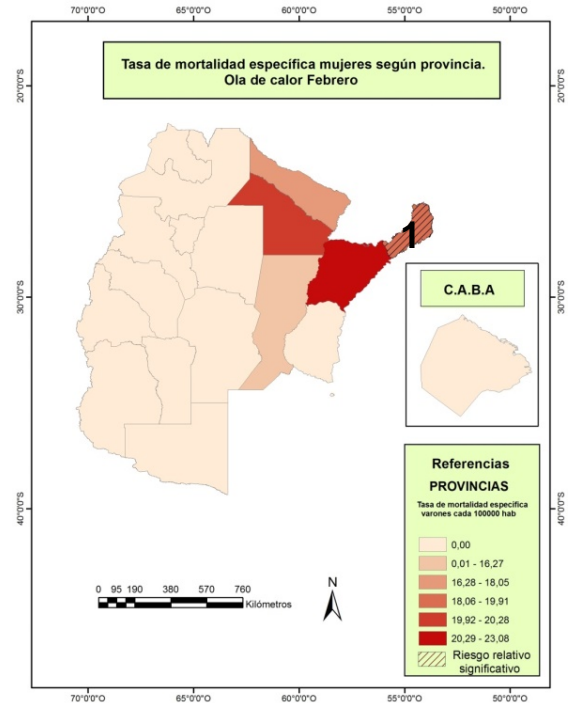 70°0'0"O 65°0'0"O 60°0'0"O 55°0'0"O 50°0'0"O
Tasa de mortalidad específica mujeres según provincia.
Ola de calor Febrero
20°0'0"S 20°0'0"S
1
C.A.B.A
30°0'0"S 30°0'0"S
Referencias
PROVINCIAS
Tasa de mortalidad específica
varones cada 100000 hab
0,00
0,01 - 16,27
16,28 - 18,05
18,06 - 19,91
19,92 - 20,28
20,29 - 23,08
Riesgo relativo
significativo
40°0'0"S 40°0'0"S
N
0 95 190 380 570 760
Kilómetros
70°0'0"O 65°0'0"O 60°0'0"O 55°0'0"O 50°0'0"O